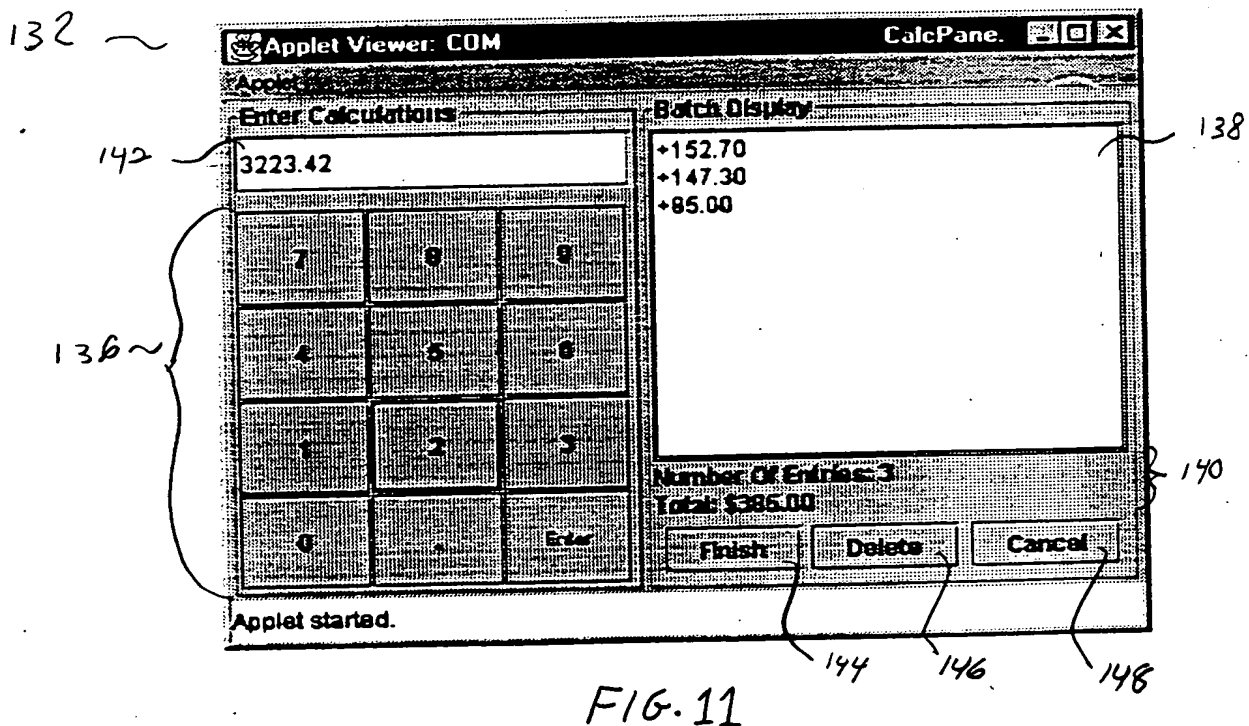 132
Applet Viewer: COM CalcPane.
Applet
Enter Calculations
Batch Display
142
3223.42
+152.70
+147.30
+85.00
138
7 8 9
4 5 6
136
1 2 3
Number Of Entries: 3
Total: $385.00
140
0 . Enter
Finish Delete Cancel
Applet started.
144 146 148
FIG. 11